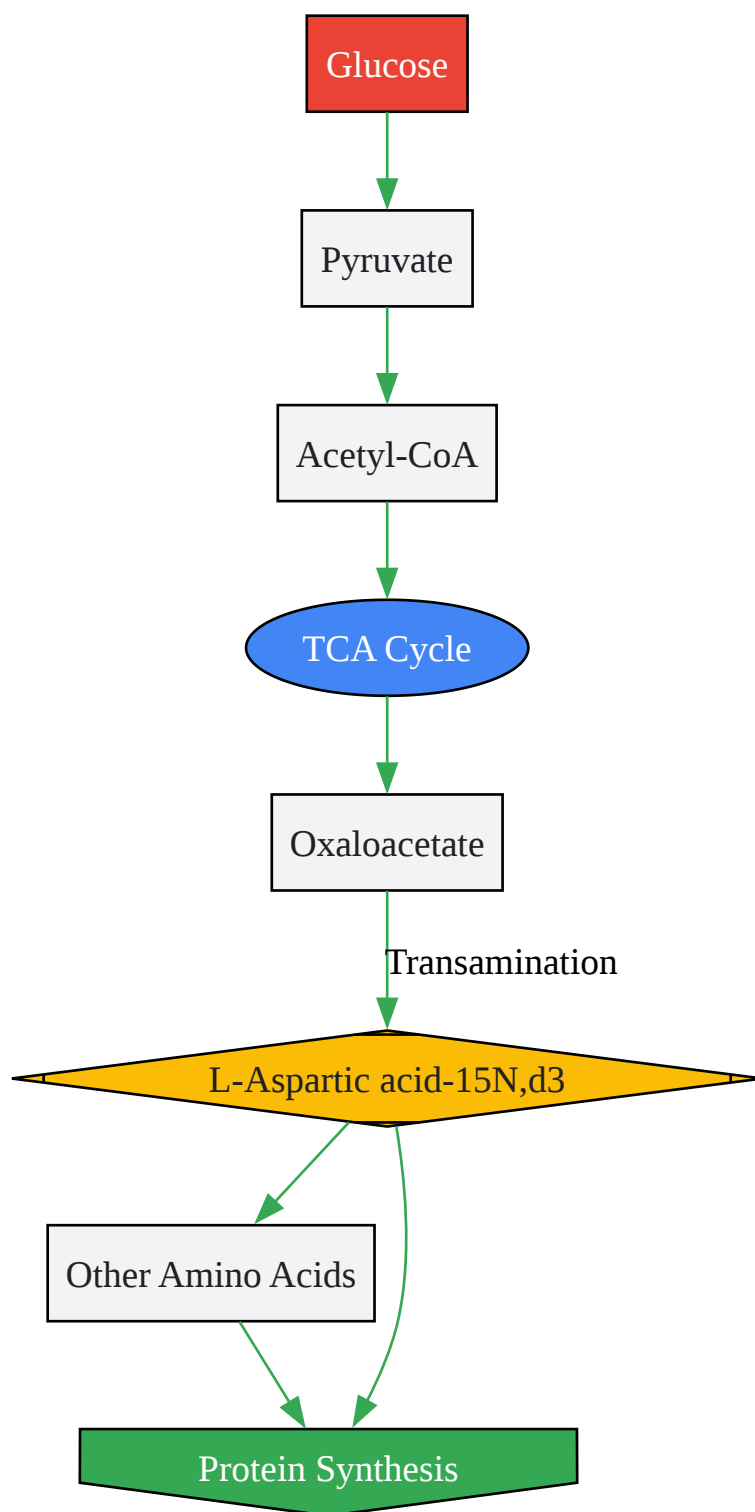 Glucose
Pyruvate
Acetyl-CoA
TCA Cycle
Oxaloacetate
Transamination
L-Aspartic acid-15N,d3
Other Amino Acids
Protein Synthesis